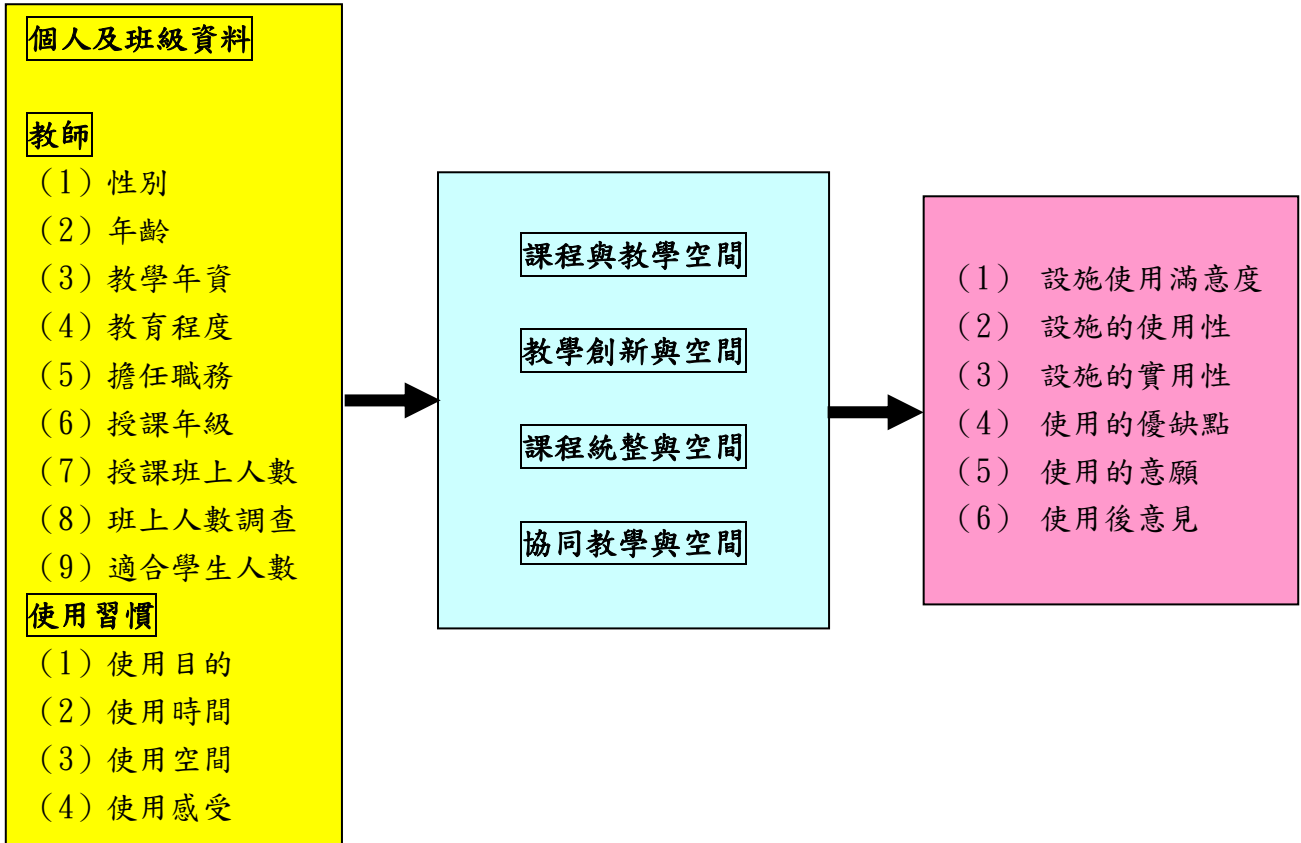 個人及班級資料
教師
（1）性別
（2）年齡
（3）教學年資
（4）教育程度
（5）擔任職務
（6）授課年級
（7）授課班上人數
（8）班上人數調查
（9）適合學生人數
使用習慣
（1）使用目的
（2）使用時間
（3）使用空間
（4）使用感受
課程與教學空間
教學創新與空間
課程統整與空間
協同教學與空間
（1） 設施使用滿意度
（2） 設施的使用性
（3） 設施的實用性
（4） 使用的優缺點
（5） 使用的意願
（6） 使用後意見